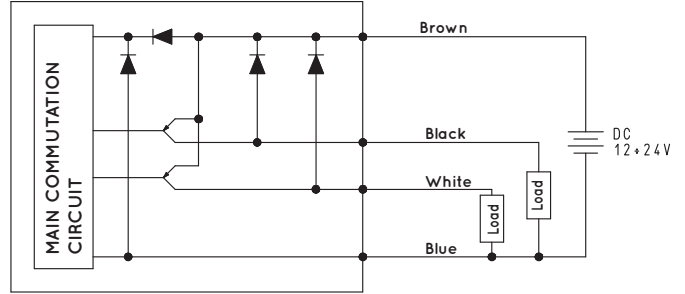 Brown
MAIN COMMUTATION
CIRCUIT
DC
12÷24V
Black
White
Load
Load
Blue